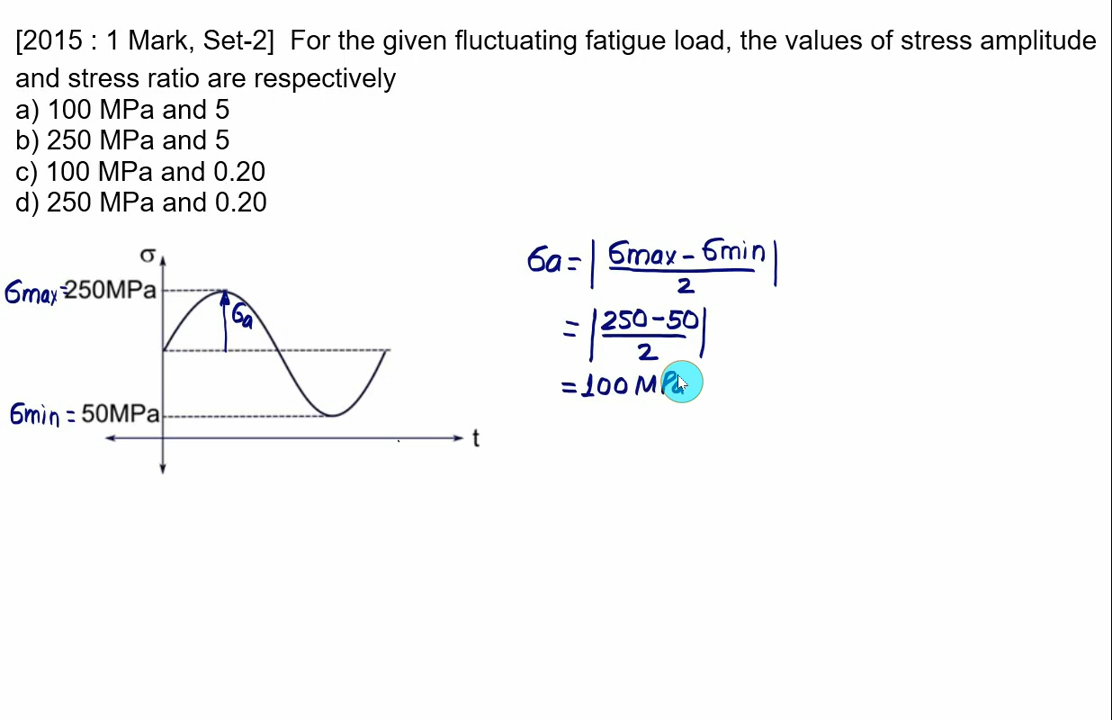 [2015 : 1 Mark, Set-2] For the given fluctuating fatigue load, the values of stress amplitude
and stress ratio are respectively
a) 100 MPa and 5
b) 250 MPa and 5
c) 100 MPa and 0.20
d) 250 MPa and 0.20
σ
σmax=250MPa
σa
σmin = 50MPa
t
σa = | σmax - σmin |
2
= | 250 - 50 |
2
= 100 MPa